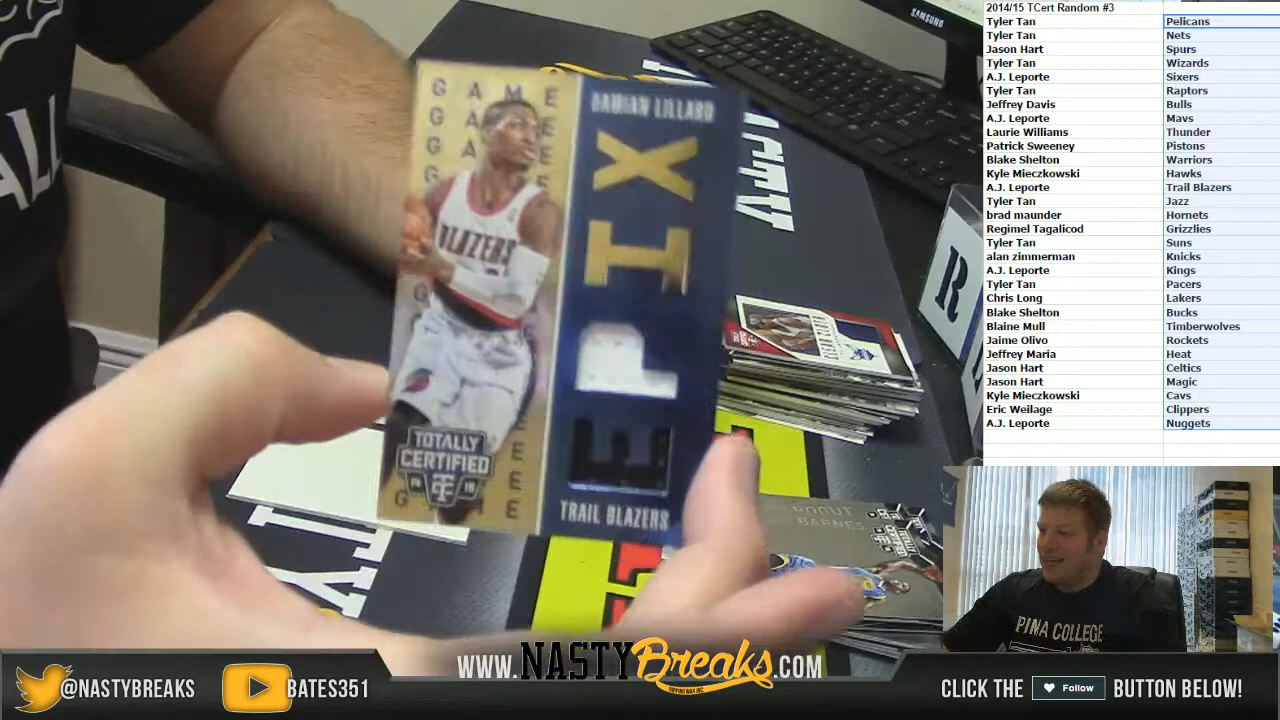 2014/15 TCert Random #3
Tyler Tan Pelicans
Tyler Tan Nets
Jason Hart Spurs
Tyler Tan Wizards
A.J. Leporte Sixers
Tyler Tan Raptors
Jeffrey Davis Bulls
A.J. Leporte Mavs
Laurie Williams Thunder
Patrick Sweeney Pistons
Blake Shelton Warriors
Kyle Mieczkowski Hawks
A.J. Leporte Trail Blazers
Tyler Tan Jazz
brad maunder Hornets
Regimel Tagalicod Grizzlies
Tyler Tan Suns
alan zimmerman Knicks
A.J. Leporte Kings
Tyler Tan Pacers
Chris Long Lakers
Blake Shelton Bucks
Blaine Mull Timberwolves
Jaime Olivo Rockets
Jeffrey Maria Heat
Jason Hart Celtics
Jason Hart Magic
Kyle Mieczkowski Cavs
Eric Weilage Clippers
A.J. Leporte Nuggets
SAMSUNG
GAME
DAMIAN LILLARD
EPIX
BLAZERS
TOTALLY
CERTIFIED
TRAIL BLAZERS
R
BOGUT
BARNES
PIMA COLLEGE
@NASTYBREAKS
BATES351
WWW.NASTYBreaks.COM
CLICK THE Follow BUTTON BELOW!